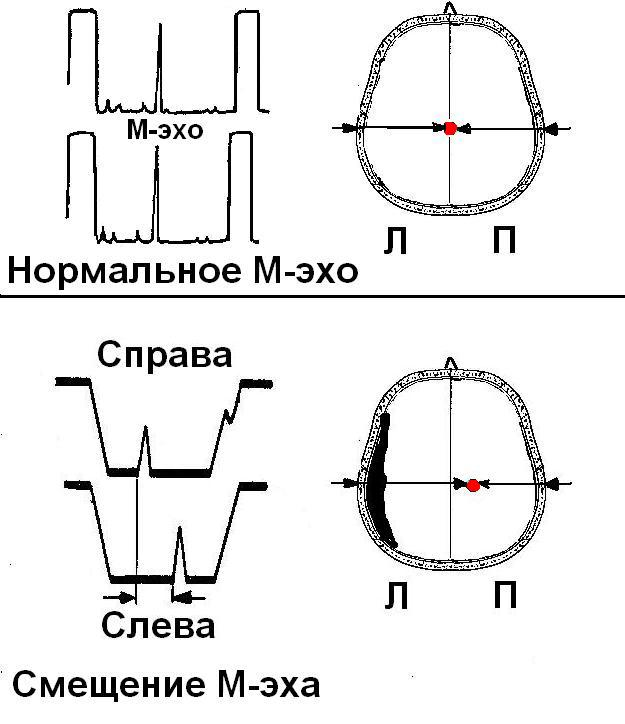 М-эхо
Л П
Нормальное М-эхо
Справа
Слева
Л П
Смещение М-эха